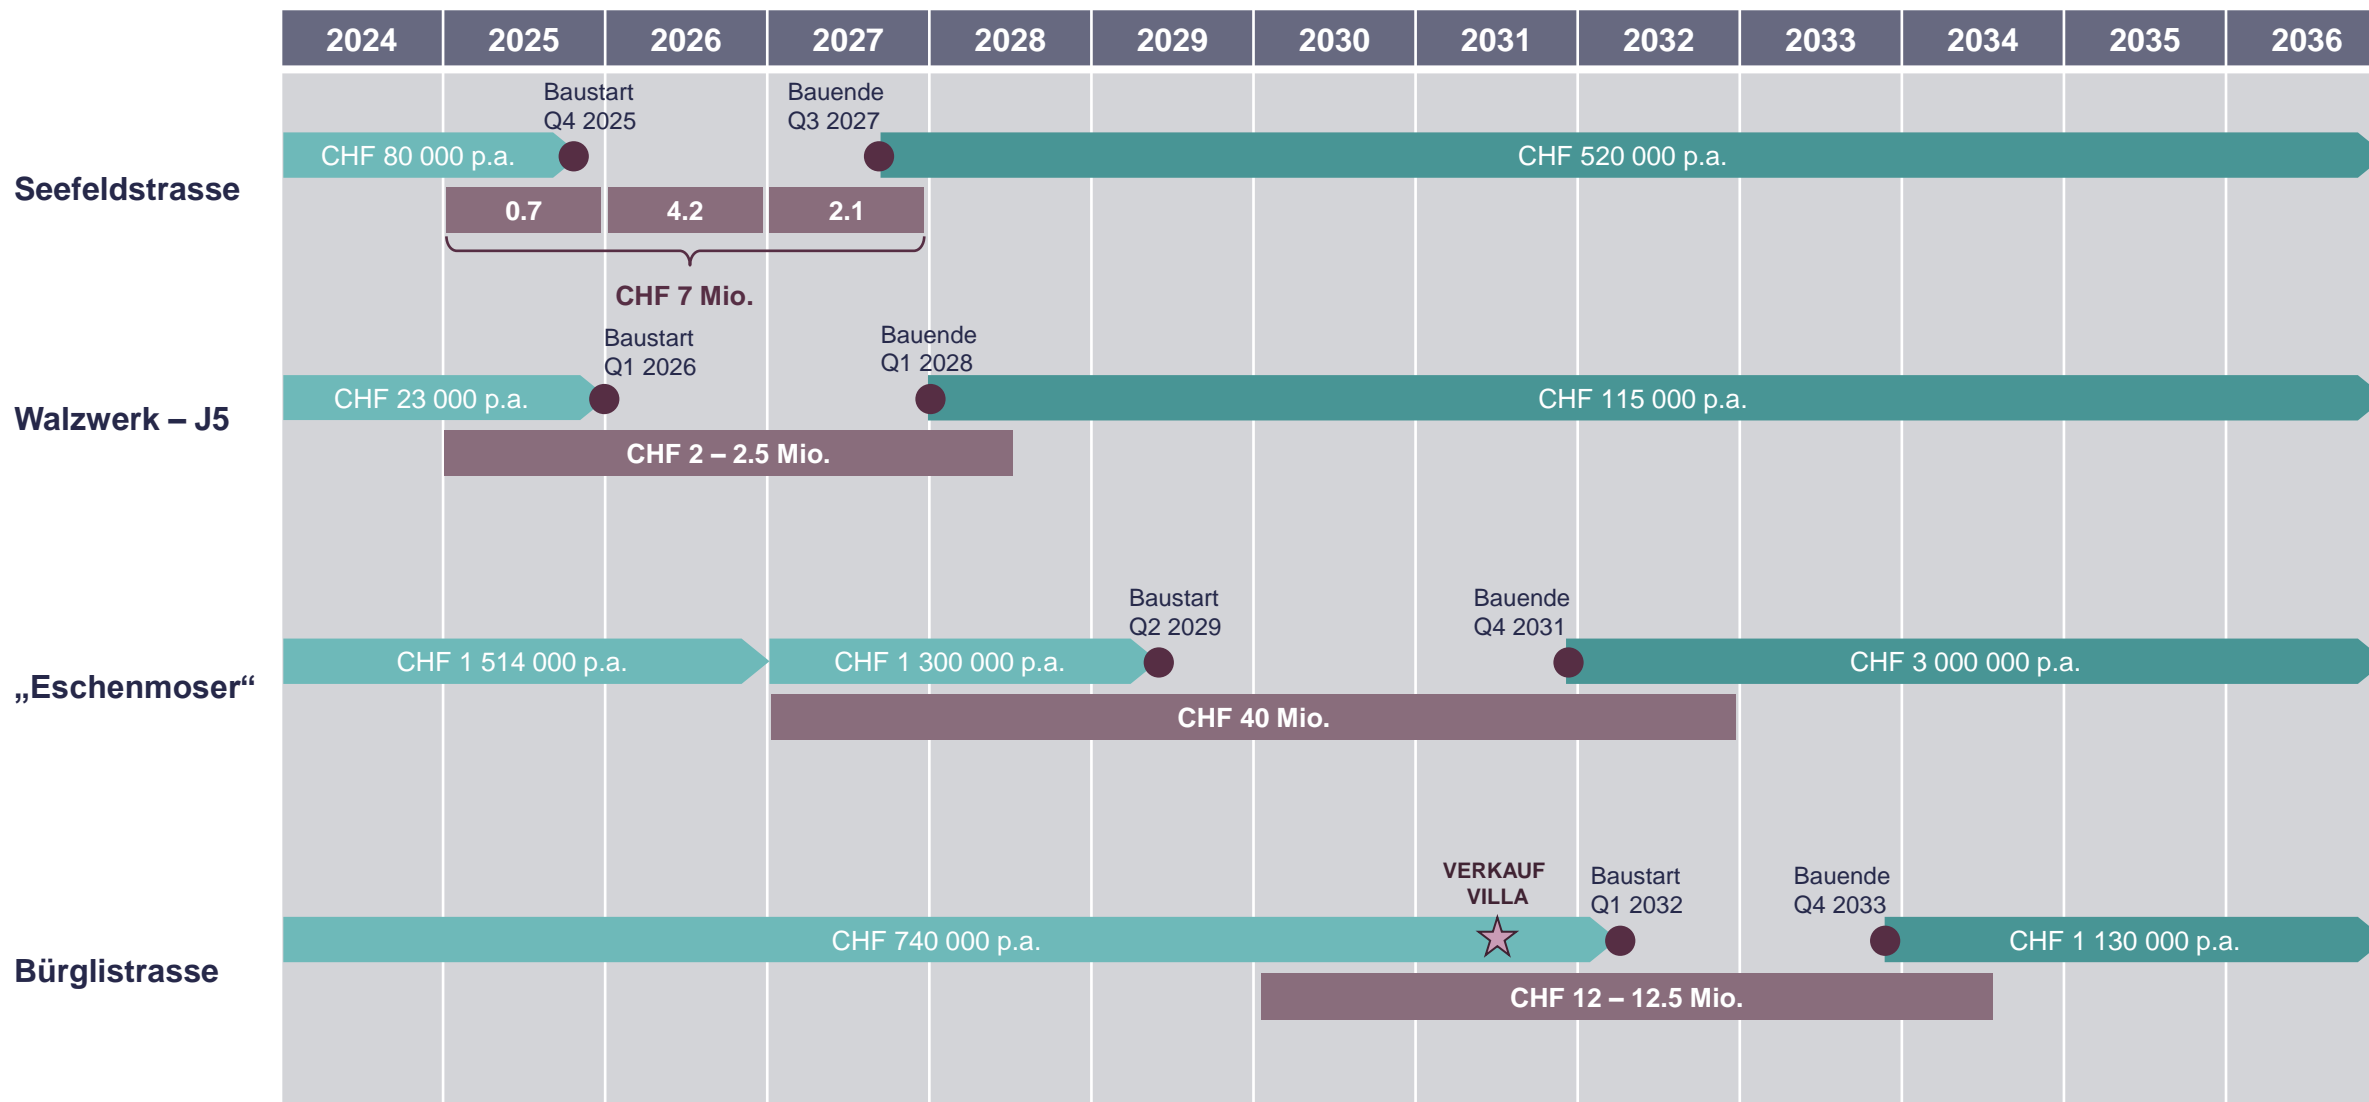 2024 2025 2026 2027 2028 2029 2030 2031 2032 2033 2034 2035 2036
Seefeldstrasse
Baustart
Q4 2025
Bauende
Q3 2027
CHF 80 000 p.a.
CHF 520 000 p.a.
0.7 4.2 2.1
CHF 7 Mio.
Walzwerk – J5
Baustart
Q1 2026
Bauende
Q1 2028
CHF 23 000 p.a.
CHF 115 000 p.a.
CHF 2 – 2.5 Mio.
„Eschenmoser“
Baustart
Q2 2029
Bauende
Q4 2031
CHF 1 514 000 p.a.
CHF 1 300 000 p.a.
CHF 3 000 000 p.a.
CHF 40 Mio.
Bürglistrasse
VERKAUF
VILLA
Baustart
Q1 2032
Bauende
Q4 2033
CHF 740 000 p.a.
CHF 1 130 000 p.a.
CHF 12 – 12.5 Mio.